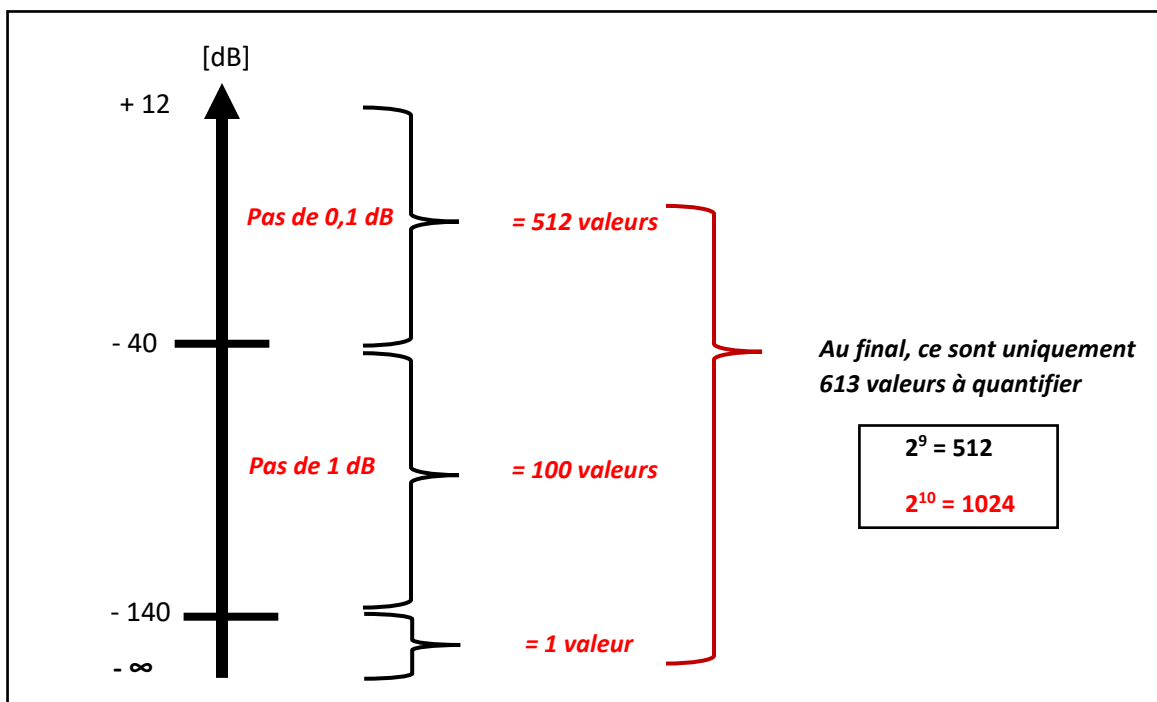 [dB]
+ 12
Pas de 0,1 dB
= 512 valeurs
- 40
Au final, ce sont uniquement
613 valeurs à quantifier
2⁹ = 512
Pas de 1 dB
= 100 valeurs
2¹⁰ = 1024
- 140
= 1 valeur
- ∞